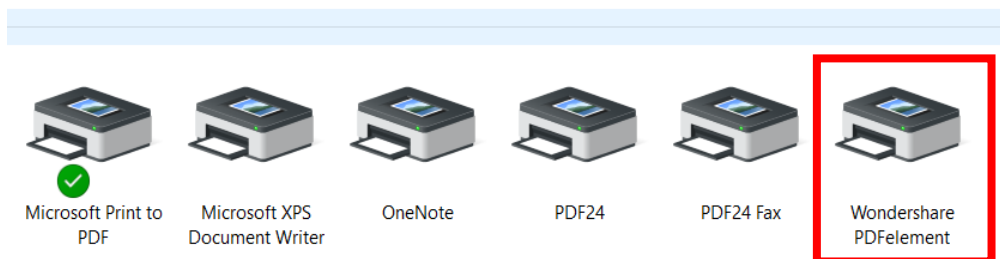 Microsoft Print to
PDF
Microsoft XPS
Document Writer
OneNote
PDF24
PDF24 Fax
Wondershare
PDFelement